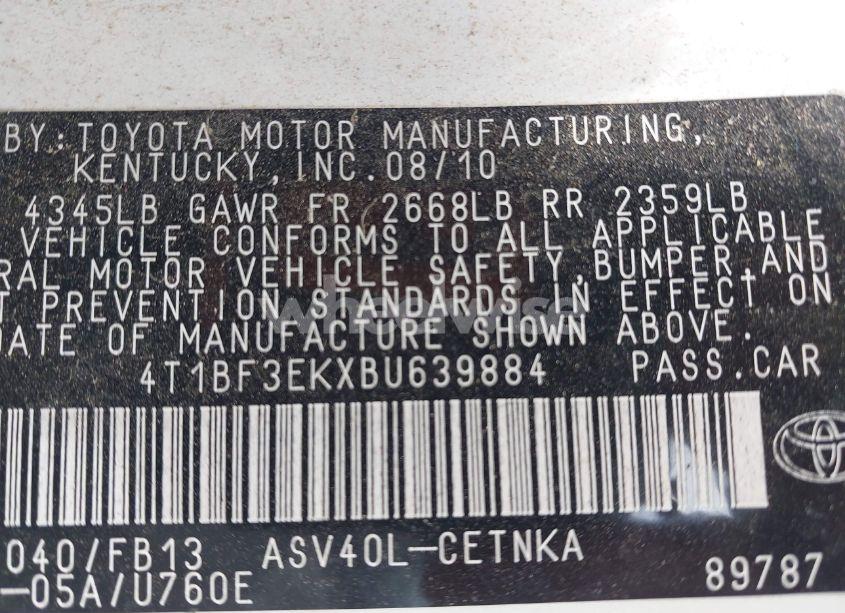 BY: TOYOTA MOTOR MANUFACTURING,
KENTUCKY, INC. 08/10
4345LB GAWR FR 2668LB RR 2359LB
VEHICLE CONFORMS TO ALL APPLICABLE
RAL MOTOR VEHICLE SAFETY, BUMPER, AND
T PREVENTION STANDARDS IN EFFECT ON
ATE OF MANUFACTURE SHOWN ABOVE.
4T1BF3EKXBU639884 PASS. CAR
040/FB13 ASV40L-CETNKA
-05A/U760E 89787